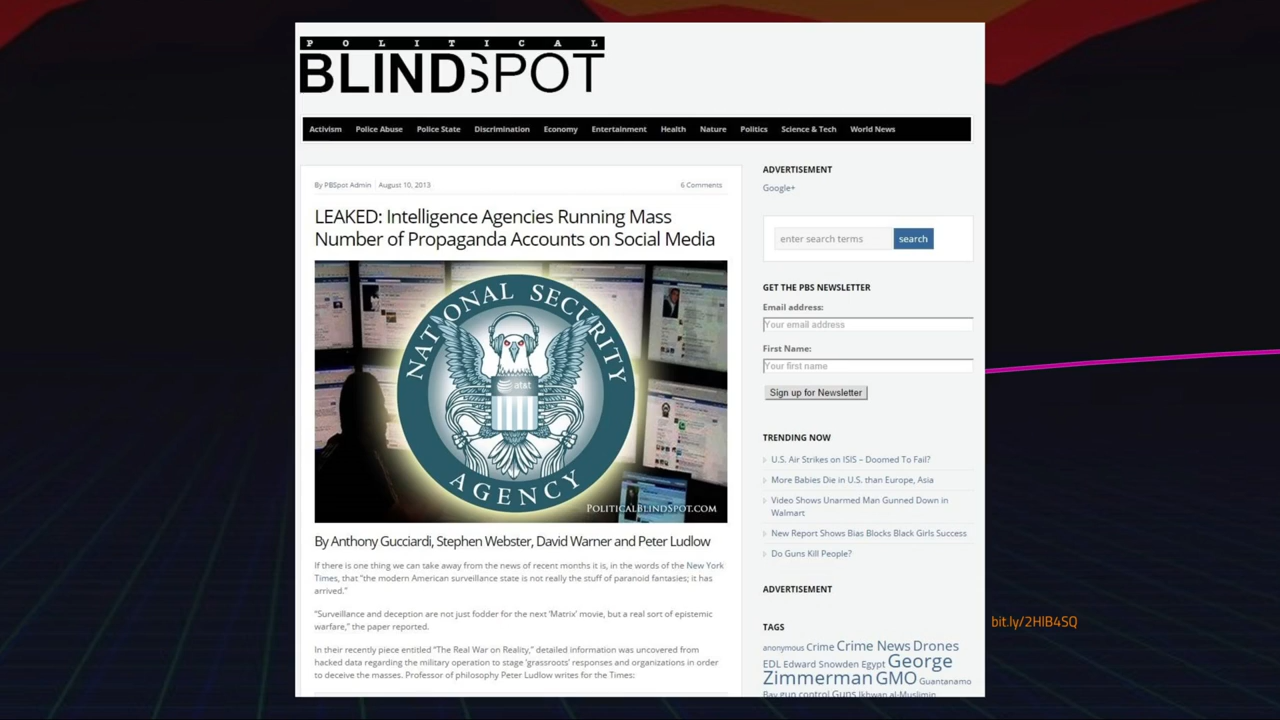 POLITICAL
BLINDSPOT
Activism Police Abuse Police State Discrimination Economy Entertainment Health Nature Politics Science & Tech World News
By PBSpot Admin August 10, 2013 6 Comments
LEAKED: Intelligence Agencies Running Mass
Number of Propaganda Accounts on Social Media
NATIONAL SECURITY
at&t
AGENCY
POLITICALBLINDSPOT.COM
By Anthony Gucciardi, Stephen Webster, David Warner and Peter Ludlow
If there is one thing we can take away from the news of recent months it is, in the words of the New York
Times, that “the modern American surveillance state is not really the stuff of paranoid fantasies; it has
arrived.”
“Surveillance and deception are not just fodder for the next ‘Matrix’ movie, but a real sort of epistemic
warfare,” the paper reported.
In their recently piece entitled “The Real War on Reality,” detailed information was uncovered from
hacked data regarding the military operation to stage ‘grassroots’ responses and organizations in order
to deceive the masses. Professor of philosophy Peter Ludlow writes for the Times:
ADVERTISEMENT
Google+
enter search terms search
GET THE PBS NEWSLETTER
Email address:
Your email address
First Name:
Your first name
Sign up for Newsletter
TRENDING NOW
U.S. Air Strikes on ISIS – Doomed To Fail?
More Babies Die in U.S. than Europe, Asia
Video Shows Unarmed Man Gunned Down in
Walmart
New Report Shows Bias Blocks Black Girls Success
Do Guns Kill People?
ADVERTISEMENT
TAGS
anonymous Crime Crime News Drones
EDL Edward Snowden Egypt George
Zimmerman GMO Guantanamo
Bay gun control Guns Ikhwan al-Muslimin
bit.ly/2HIB4SQ